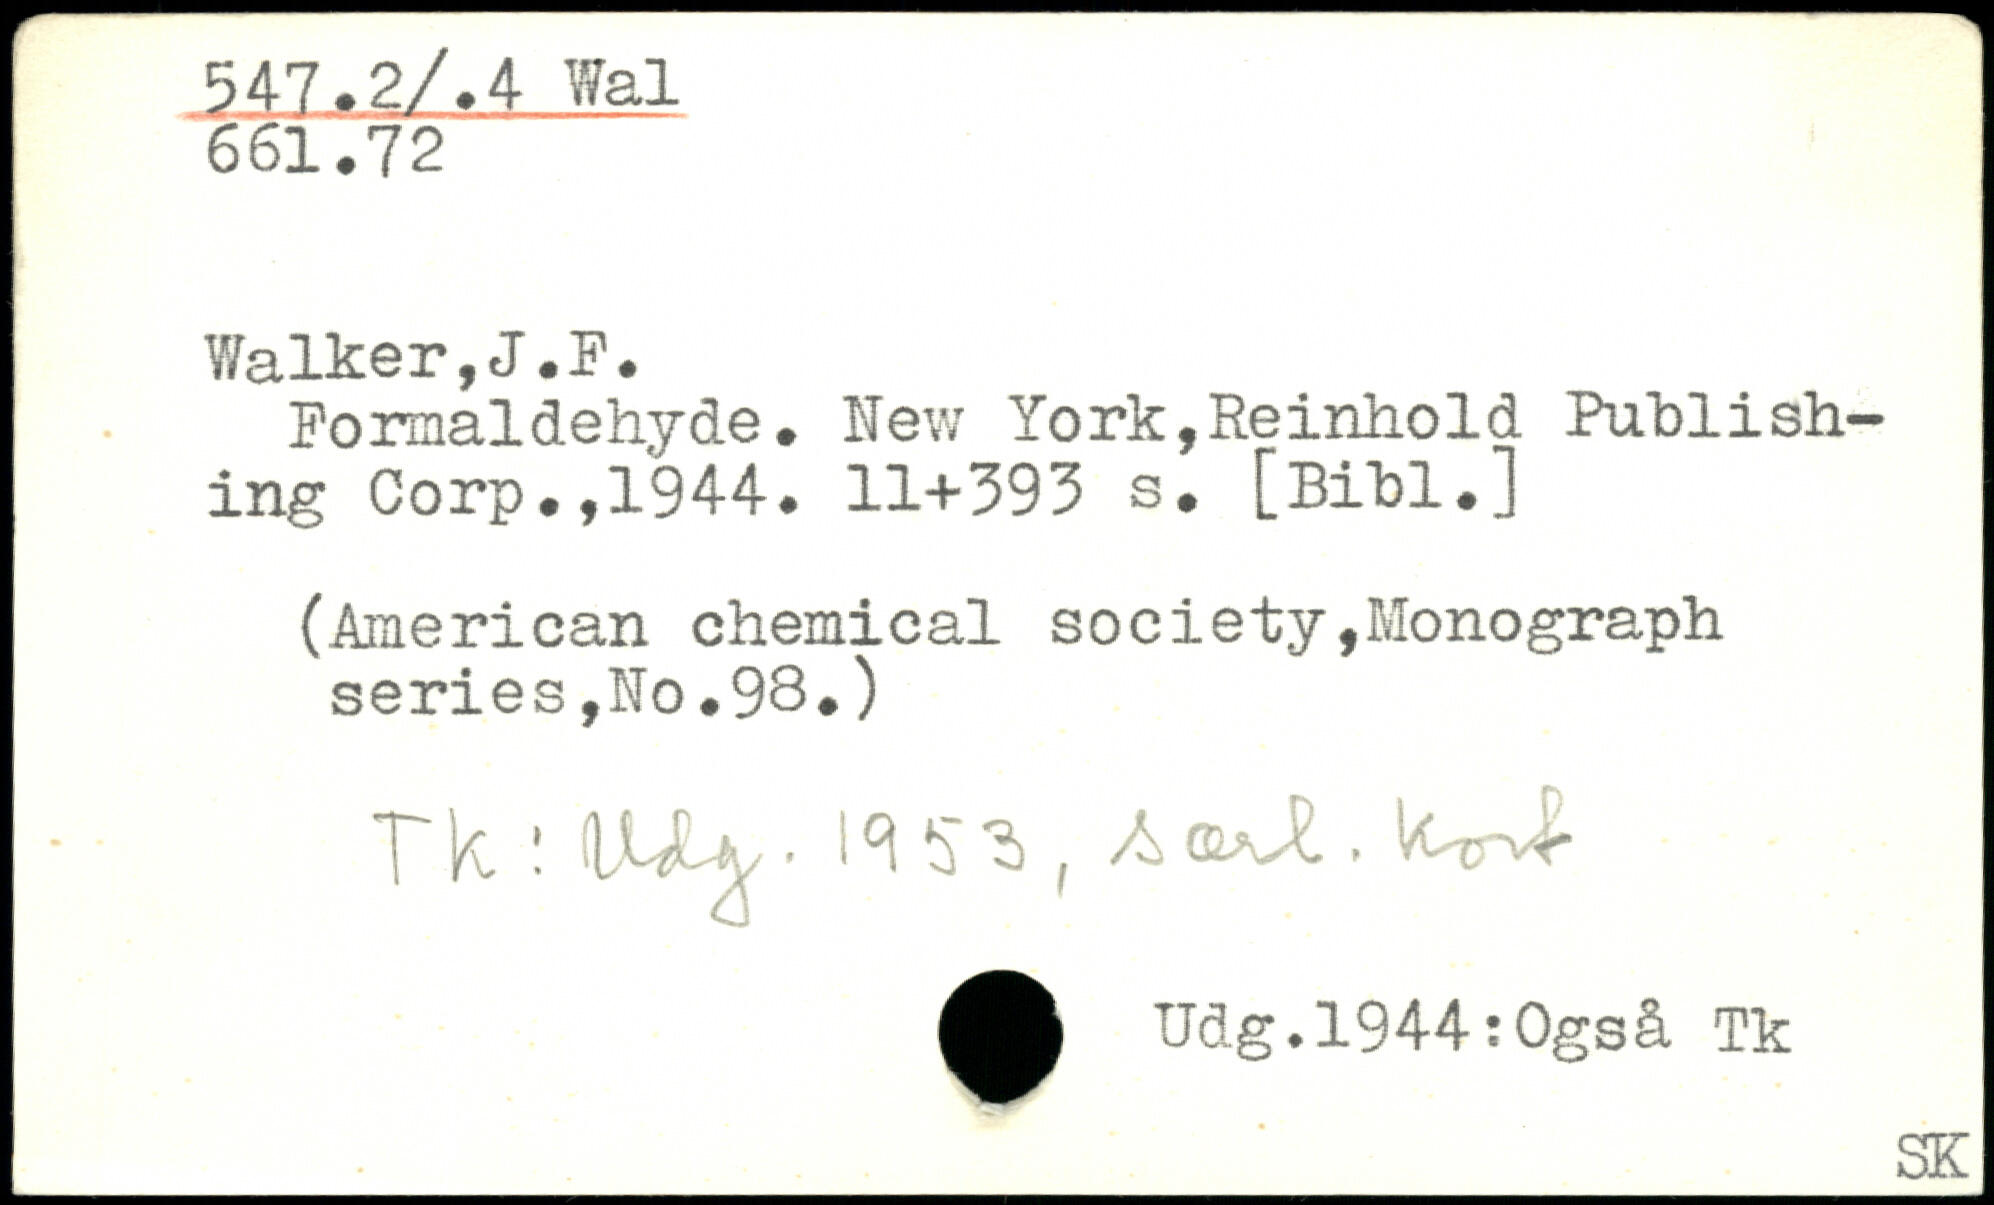 547.2/.4 Wal
661.72
Walker,J.F.
Formaldehyde. New York,Reinhold Publish-
ing Corp.,1944. 11+393 s. [Bibl.]
(American chemical society,Monograph
series,No.98.)
Tk: Udg. 1953, særl. kort
Udg.1944:Også Tk
SK